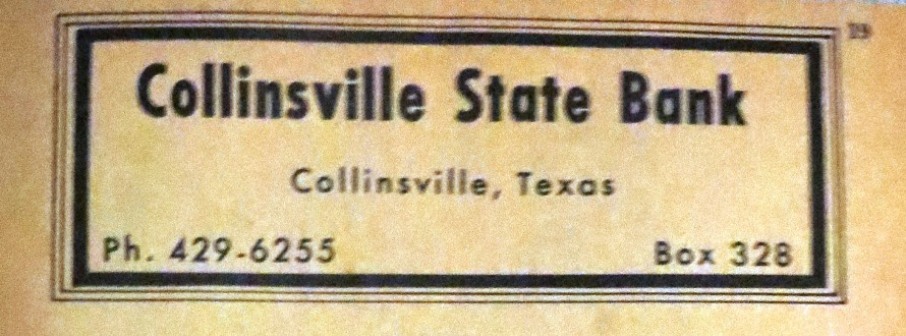 Collinsville State Bank
Collinsville, Texas
Ph. 429-6255 Box 328